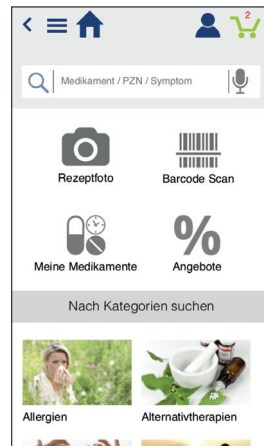 2
Medikament / PZN / Symptom
Rezeptfoto
Barcode Scan
Meine Medikamente
%
Angebote
Nach Kategorien suchen
Allergien
Alternativtherapien